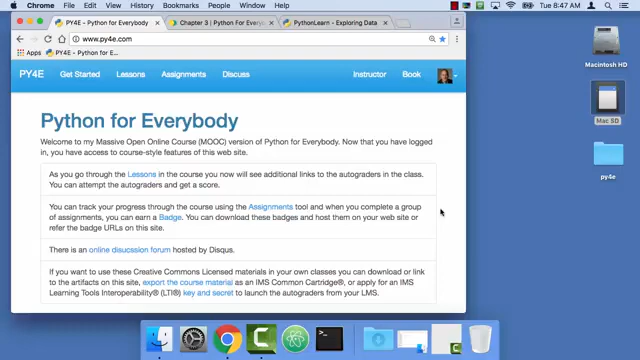 Chrome File Edit View History Bookmarks People Window Help Tue 8:47 AM
PY4E - Python for Everybody
Chapter 3 | Python For Everybo
PythonLearn - Exploring Data
www.py4e.com
Apps PY4E - Python for E...
PY4E Get Started Lessons Assignments Discuss Instructor Book
Python for Everybody
Welcome to my Massive Open Online Course (MOOC) version of Python for Everybody. Now that you have logged
in, you have access to course-style features of this web site.
As you go through the Lessons in the course you now will see additional links to the autograders in the class.
You can attempt the autograders and get a score.
You can track your progress through the course using the Assignments tool and when you complete a group
of assignments, you can earn a Badge. You can download these badges and host them on your web site or
refer the badge URLs on this site.
There is an online disucssion forum hosted by Disqus.
If you want to use these Creative Commons Licensed materials in your own classes you can download or link
to the artifacts on this site, export the course material as an IMS Common Cartridge®, or apply for an IMS
Learning Tools Interoperability® (LTI®) key and secret to launch the autograders from your LMS.
Macintosh HD
Mac SD
py4e